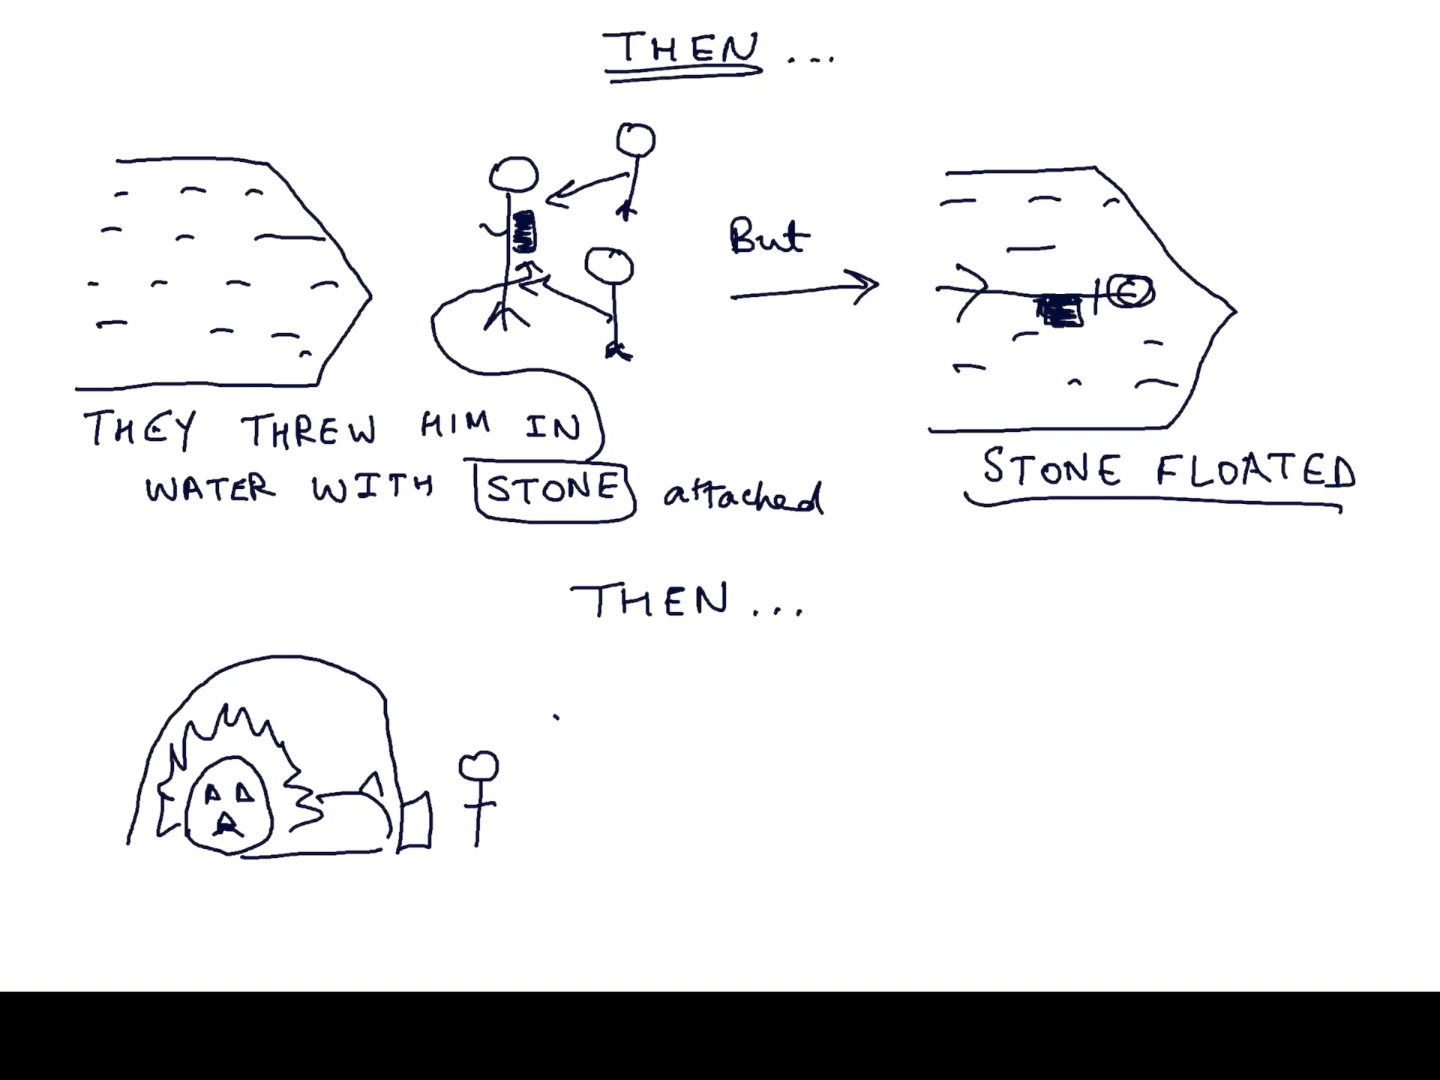 THEN ...
But
THEY THREW HIM IN
WATER WITH STONE attached
STONE FLOATED
THEN ...